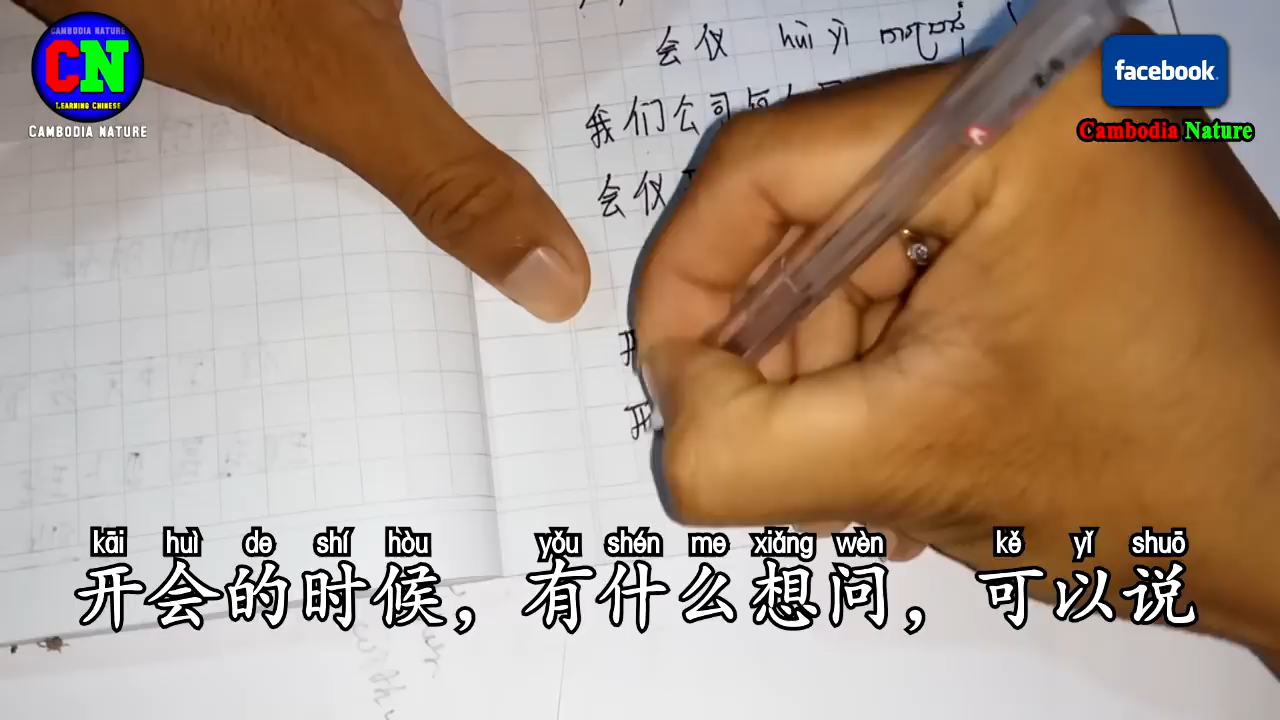 CAMBODIA NATURE
CN
LEARNING CHINESE
CAMBODIA NATURE
facebook
Cambodia Nature
会仪 huì yì
我们公司
会仪
开
开
kāi huì de shí hòu yǒu shén me xiǎng wèn kě yǐ shuō
开会的时候，有什么想问，可以说